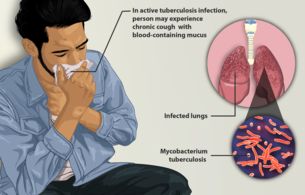 In active tuberculosis infection,
person may experience
chronic cough with
blood-containing mucus
Infected lungs
Mycobacterium
tuberculosis